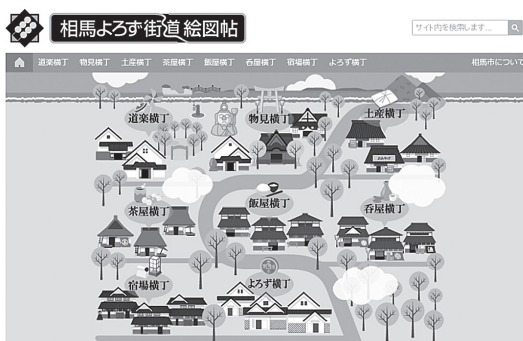 相馬よろず街道 絵図帖
サイト内を検索します...
道楽横丁 物見横丁 土産横丁 茶屋横丁 飯屋横丁 呑屋横丁 宿場横丁 よろず横丁 相馬市について
道楽横丁 物見横丁 土産横丁
茶屋横丁 飯屋横丁 呑屋横丁
宿場横丁 よろず横丁